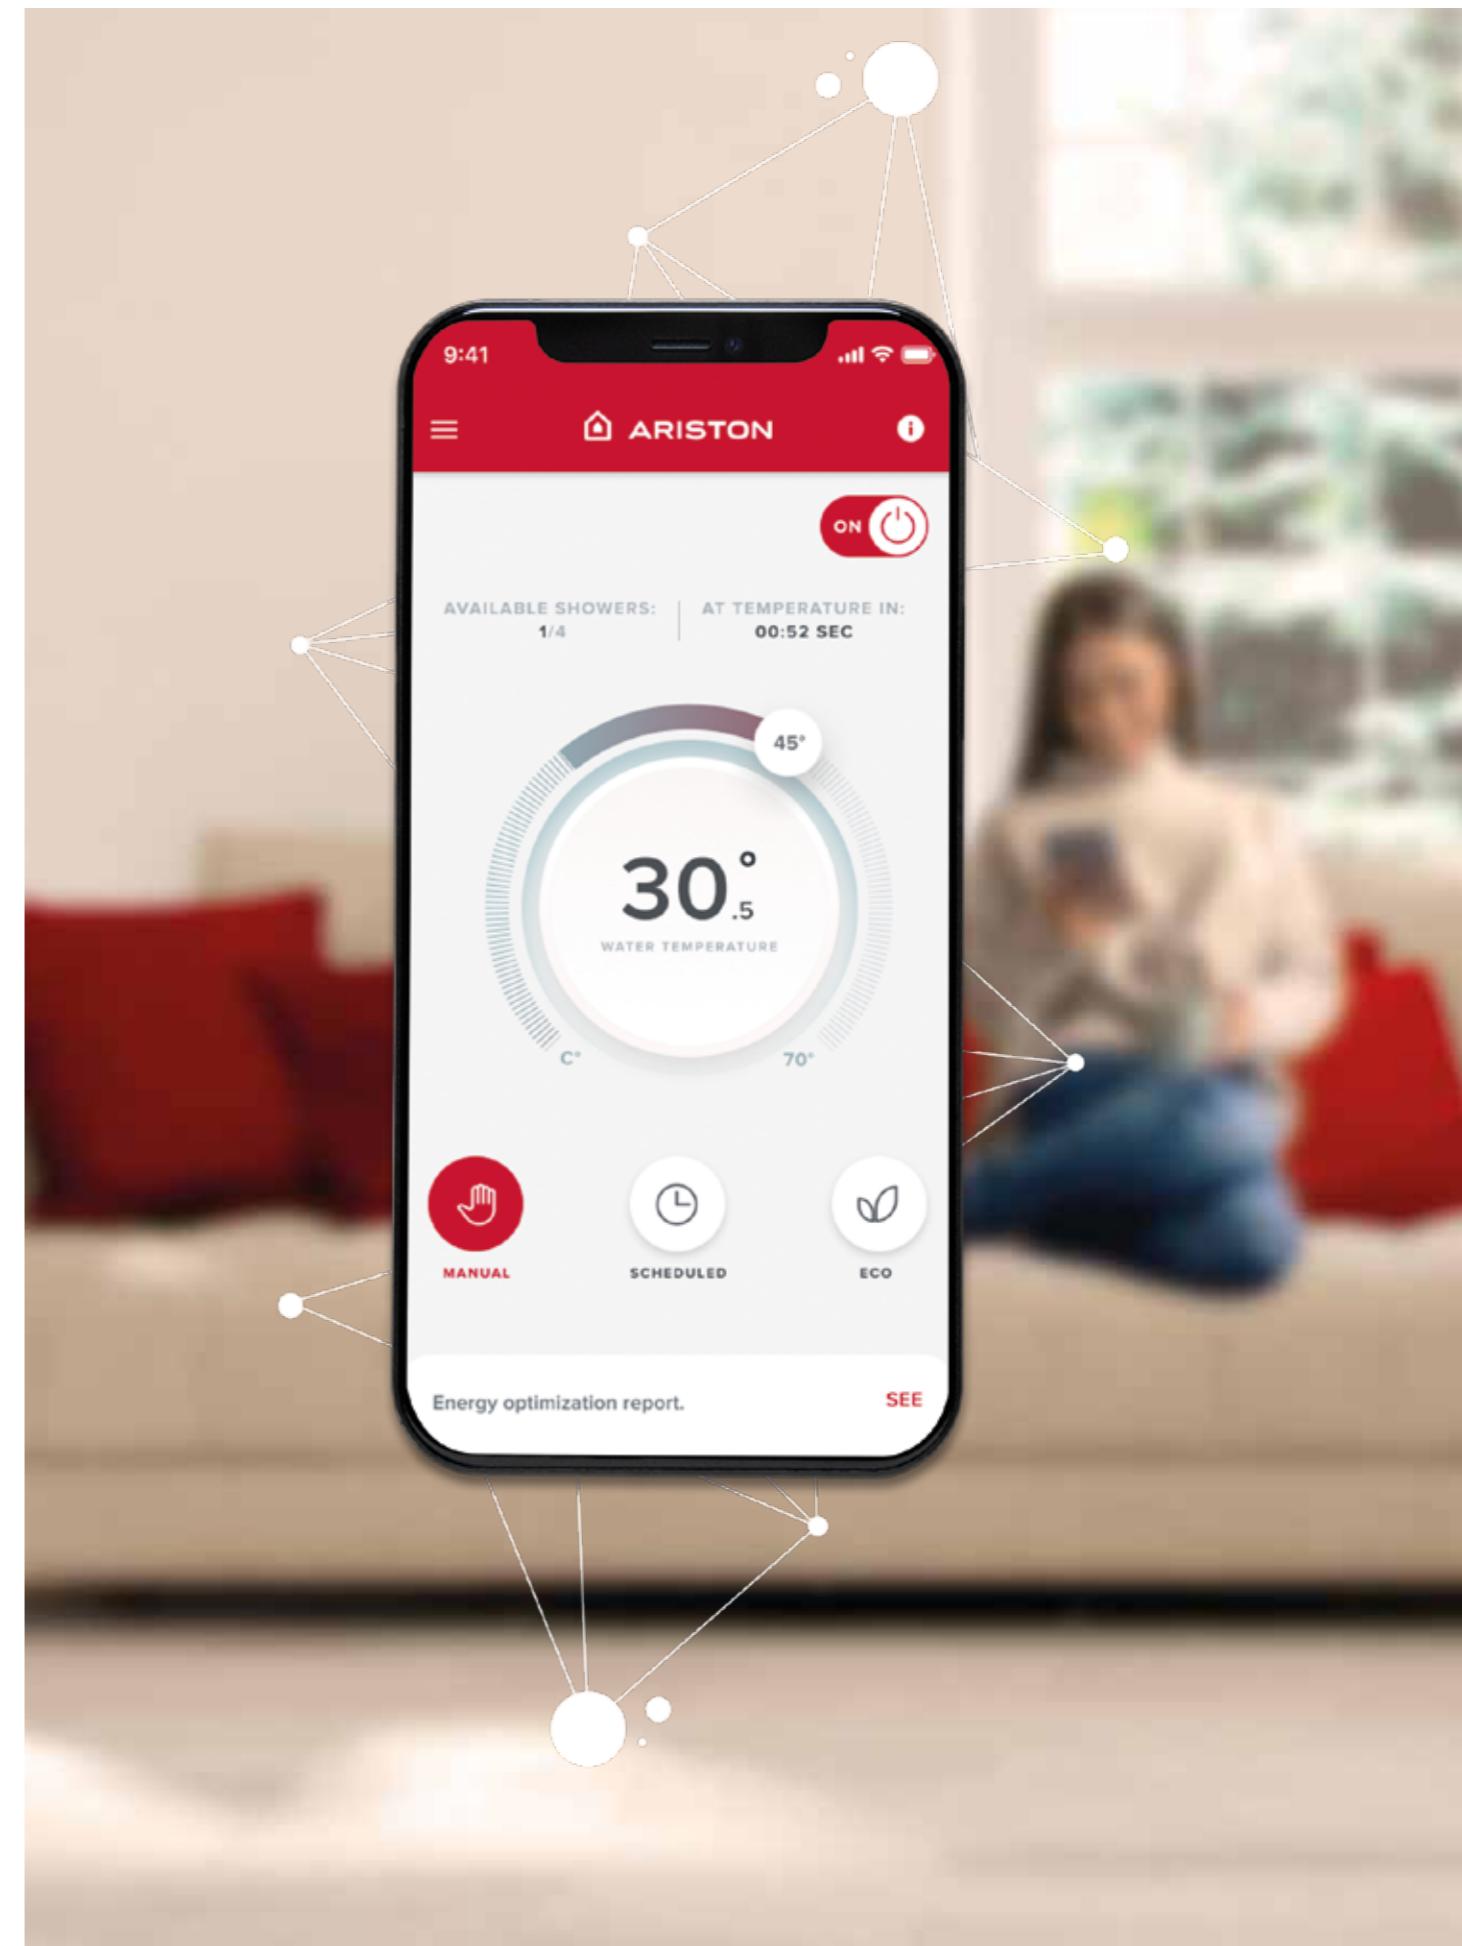 9:41
ARISTON
ON
AVAILABLE SHOWERS:
1/4
AT TEMPERATURE IN:
00:52 SEC
45°
30.5°
WATER TEMPERATURE
C°
70°
MANUAL
SCHEDULED
ECO
Energy optimization report.
SEE